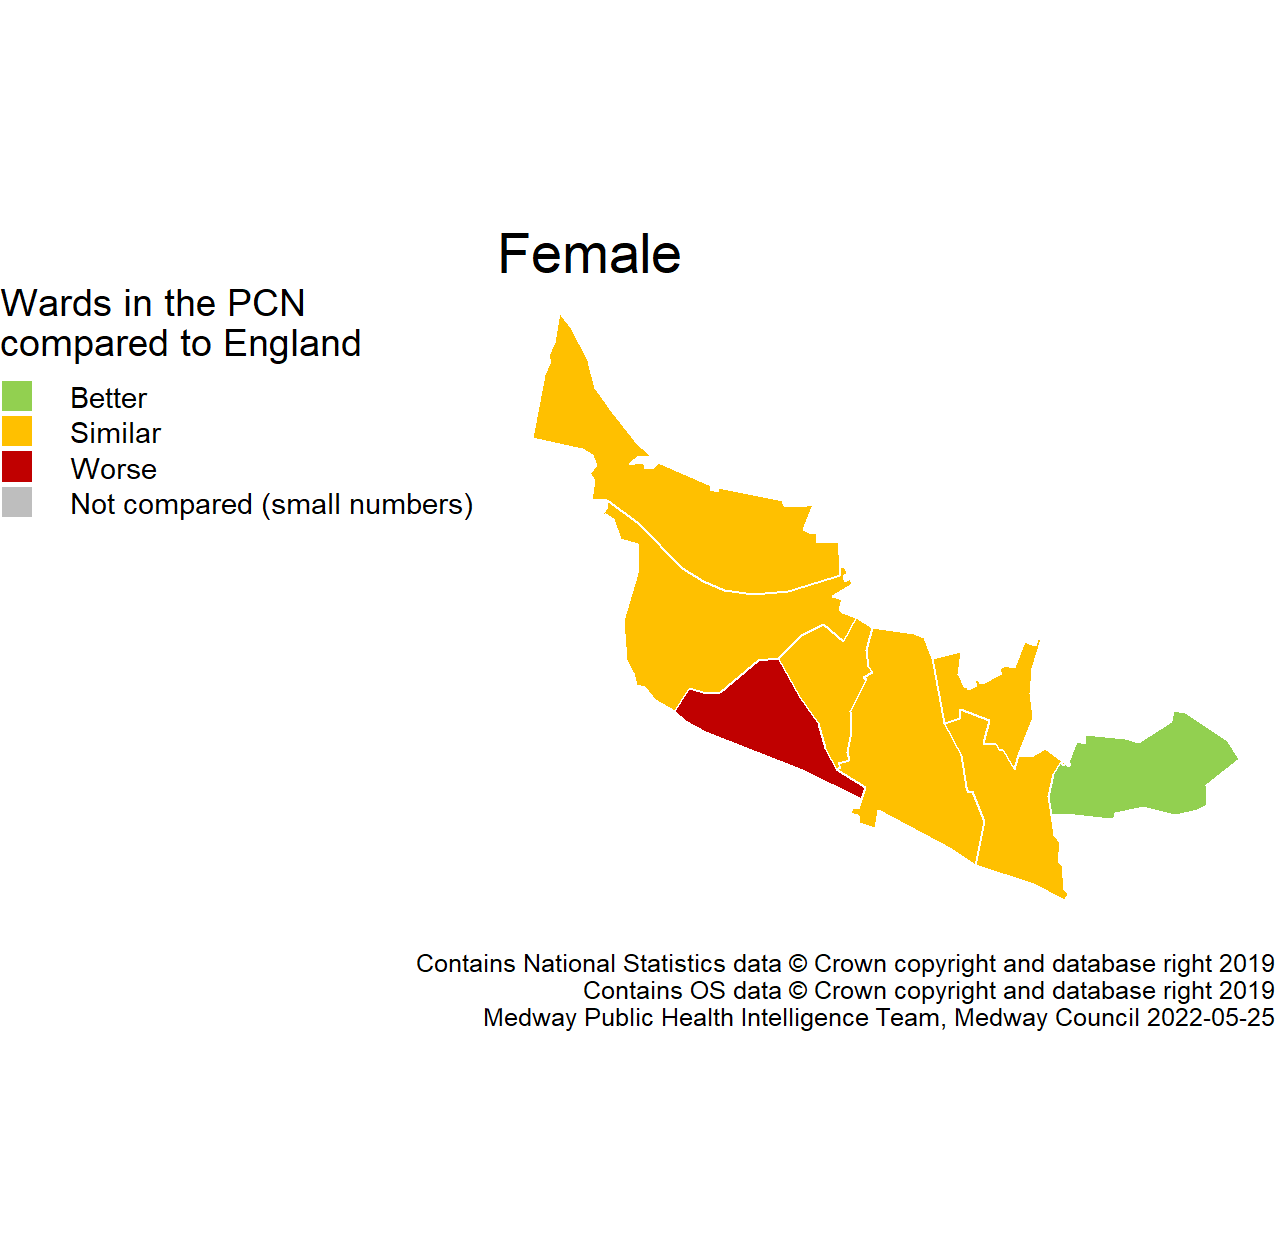 Female
Wards in the PCN
compared to England
Better
Similar
Worse
Not compared (small numbers)
Contains National Statistics data © Crown copyright and database right 2019
Contains OS data © Crown copyright and database right 2019
Medway Public Health Intelligence Team, Medway Council 2022-05-25